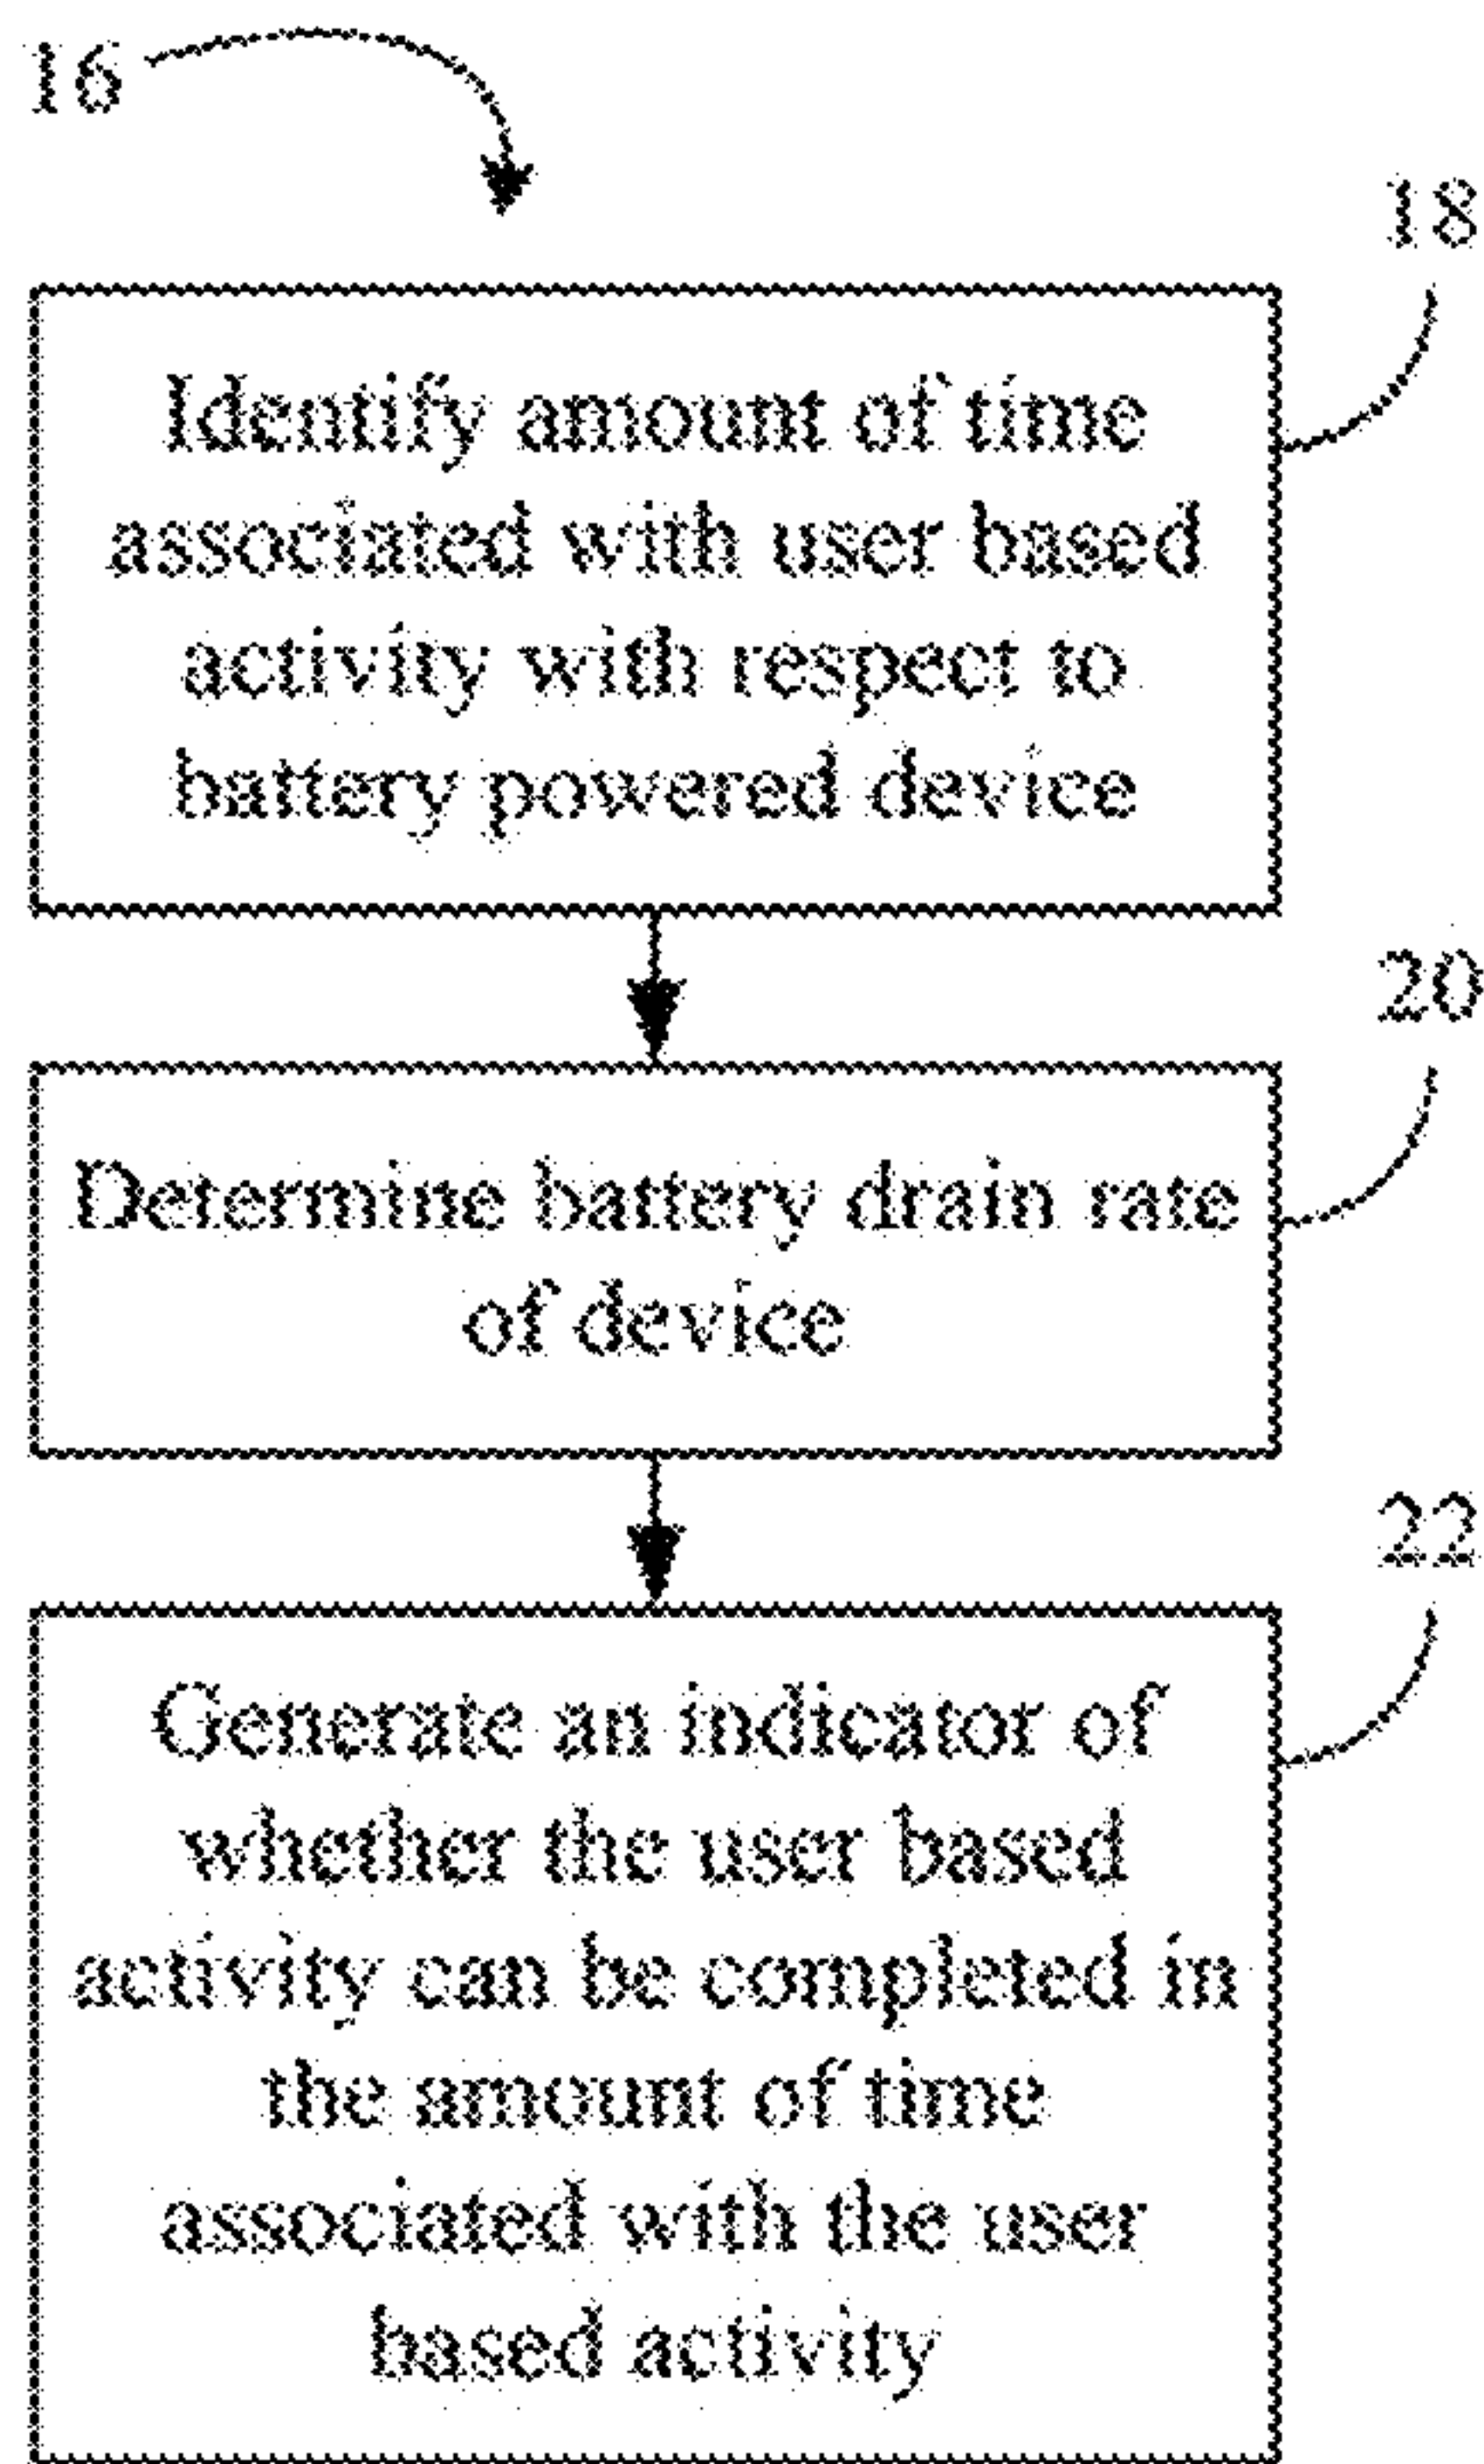 16
18
Identify amount of time
associated with user based
activity with respect to
battery powered device
20
Determine battery drain rate
of device
22
Generate an indicator of
whether the user based
activity can be completed in
the amount of time
associated with the user
based activity